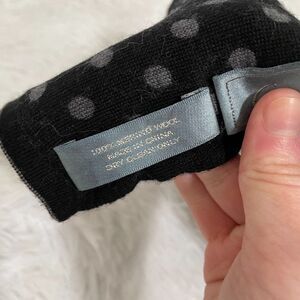 100% MERINO WOOL
MADE IN CHINA
DRY CLEAN ONLY